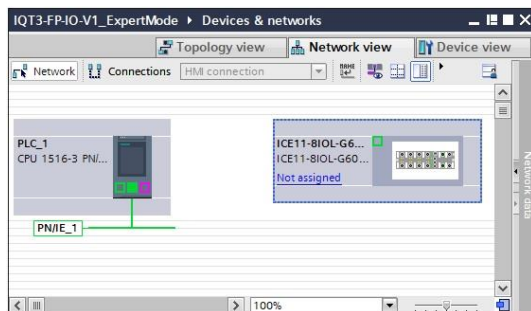 IQT3-FP-IO-V1_ExpertMode ▸ Devices & networks
Topology view Network view Device view
Network Connections HMI connection
PLC_1
CPU 1516-3 PN/...
ICE11-8IOL-G6...
ICE11-8IOL-G60...
Not assigned
PN/IE_1
Network data
100%